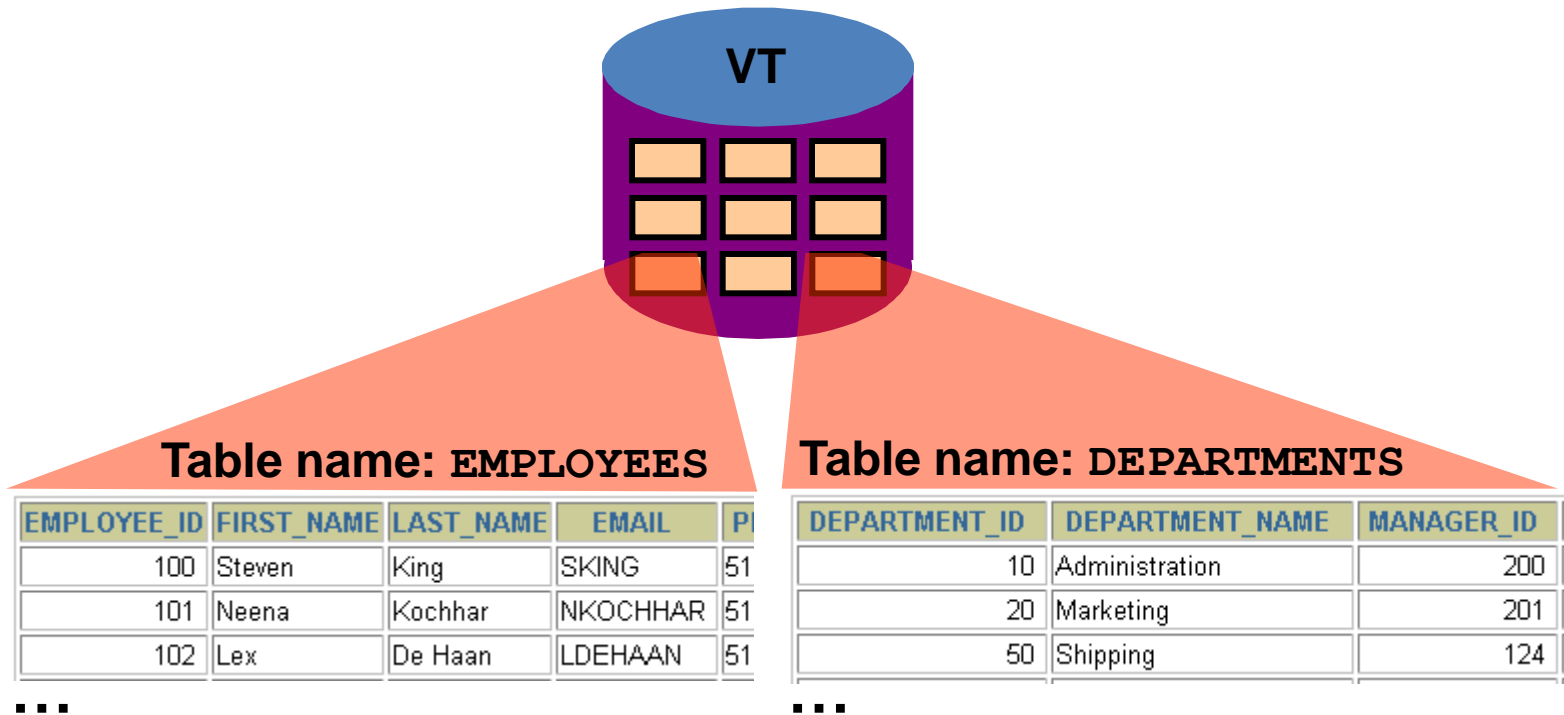 VT
Table name: EMPLOYEES
EMPLOYEE_ID FIRST_NAME LAST_NAME EMAIL
100 Steven King SKING 51
101 Neena Kochhar NKOCHHAR 51
102 Lex De Haan LDEHAAN 51
...
Table name: DEPARTMENTS
DEPARTMENT_ID DEPARTMENT_NAME MANAGER_ID
10 Administration 200
20 Marketing 201
50 Shipping 124
...